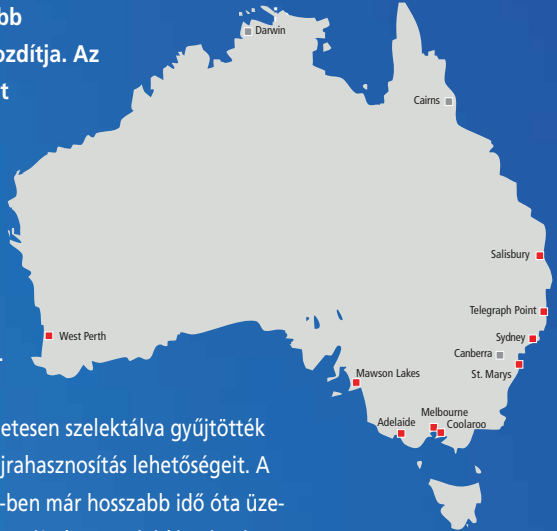 bb
ozdítja. Az
t
Darwin
Cairns
Salisbury
Telegraph Point
Sydney
Canberra
St. Marys
West Perth
Mawson Lakes
Melbourne
Adelaide
Coolaroo
etesen szelektálva gyűjtötték
jrahasznosítás lehetőségeit. A
-ben már hosszabb idő óta üze-